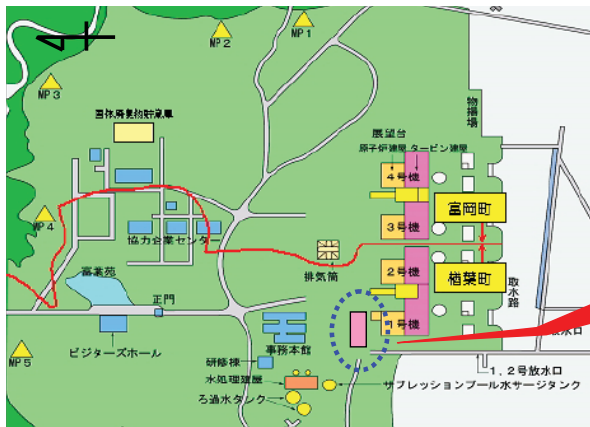 MP1
MP2
MP3
固体廃棄物貯蔵庫
物揚場
展望台
原子炉建屋 タービン建屋
4号機
富岡町
MP4
協力企業センター
3号機
排気筒
2号機
楢葉町
富業苑
正門
取水路
1号機
放水口
事務本館
ビジターズホール
MP5
研修棟
1,2号放水口
水処理建屋
サプレッションプール水サージタンク
ろ過水タンク